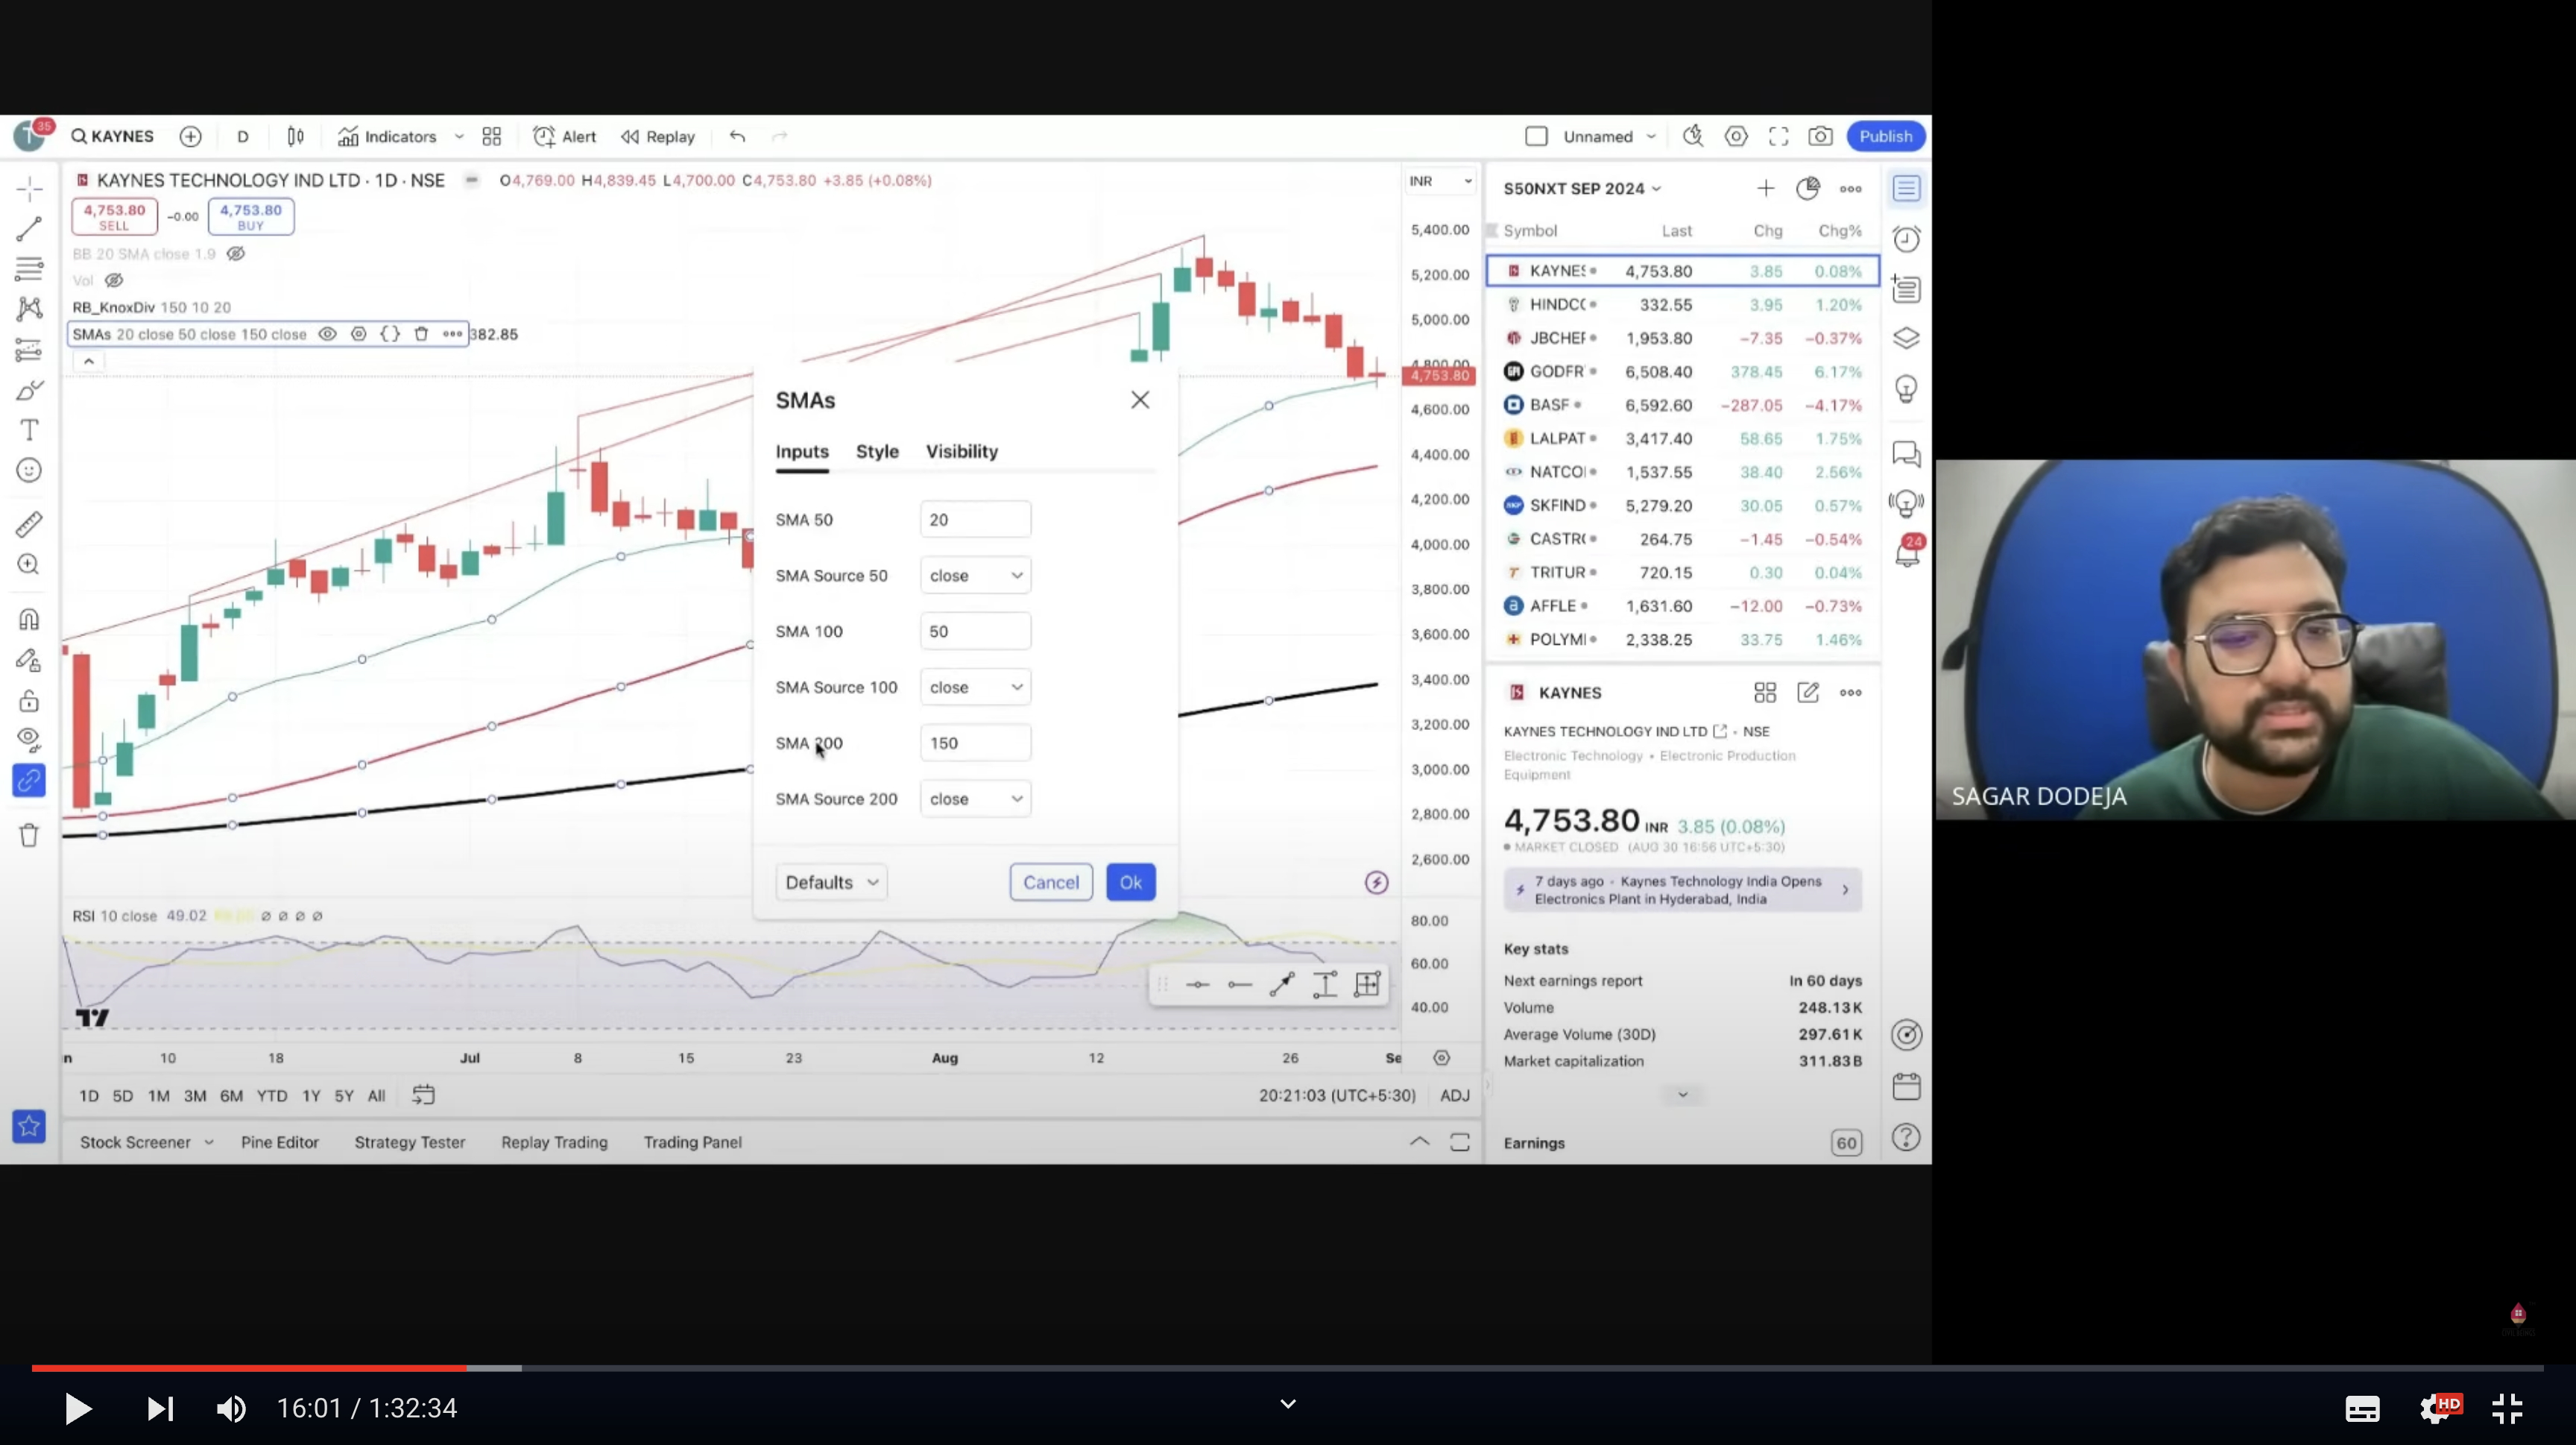 35
KAYNES
D
Indicators
Alert
Replay
Unnamed
Publish
KAYNES TECHNOLOGY IND LTD · 1D · NSE
O4,769.00 H4,839.45 L4,700.00 C4,753.80 +3.85 (+0.08%)
4,753.80
SELL
−0.00
4,753.80
BUY
BB 20 SMA close 1.9
Vol
RB_KnoxDiv 150 10 20
SMAs 20 close 50 close 150 close
382.85
INR
5,400.00
5,200.00
5,000.00
4,800.00
4,753.80
4,600.00
4,400.00
4,200.00
4,000.00
3,800.00
3,600.00
3,400.00
3,200.00
3,000.00
2,800.00
2,600.00
SMAs
Inputs Style Visibility
SMA 50 20
SMA Source 50 close
SMA 100 50
SMA Source 100 close
SMA 200 150
SMA Source 200 close
Defaults
Cancel
Ok
RSI 10 close 49.02
80.00
60.00
40.00
10 18 Jul 8 15 23 Aug 12 26 Se
1D 5D 1M 3M 6M YTD 1Y 5Y All
20:21:03 (UTC+5:30) ADJ
Stock Screener Pine Editor Strategy Tester Replay Trading Trading Panel
S50NXT SEP 2024
Symbol Last Chg Chg%
KAYNES 4,753.80 3.85 0.08%
HINDC 332.55 3.95 1.20%
JBCHEF 1,953.80 −7.35 −0.37%
GODFR 6,508.40 378.45 6.17%
BASF 6,592.60 −287.05 −4.17%
LALPAT 3,417.40 58.65 1.75%
NATCO 1,537.55 38.40 2.56%
SKFIND 5,279.20 30.05 0.57%
CASTR 264.75 −1.45 −0.54%
TRITUR 720.15 0.30 0.04%
AFFLE 1,631.60 −12.00 −0.73%
POLYM 2,338.25 33.75 1.46%
KAYNES
KAYNES TECHNOLOGY IND LTD · NSE
Electronic Technology • Electronic Production
Equipment
4,753.80 INR 3.85 (0.08%)
MARKET CLOSED (AUG 30 16:56 UTC+5:30)
7 days ago · Kaynes Technology India Opens
Electronics Plant in Hyderabad, India
Key stats
Next earnings report In 60 days
Volume 248.13K
Average Volume (30D) 297.61K
Market capitalization 311.83B
Earnings
60
24
SAGAR DODEJA
16:01 / 1:32:34
HD